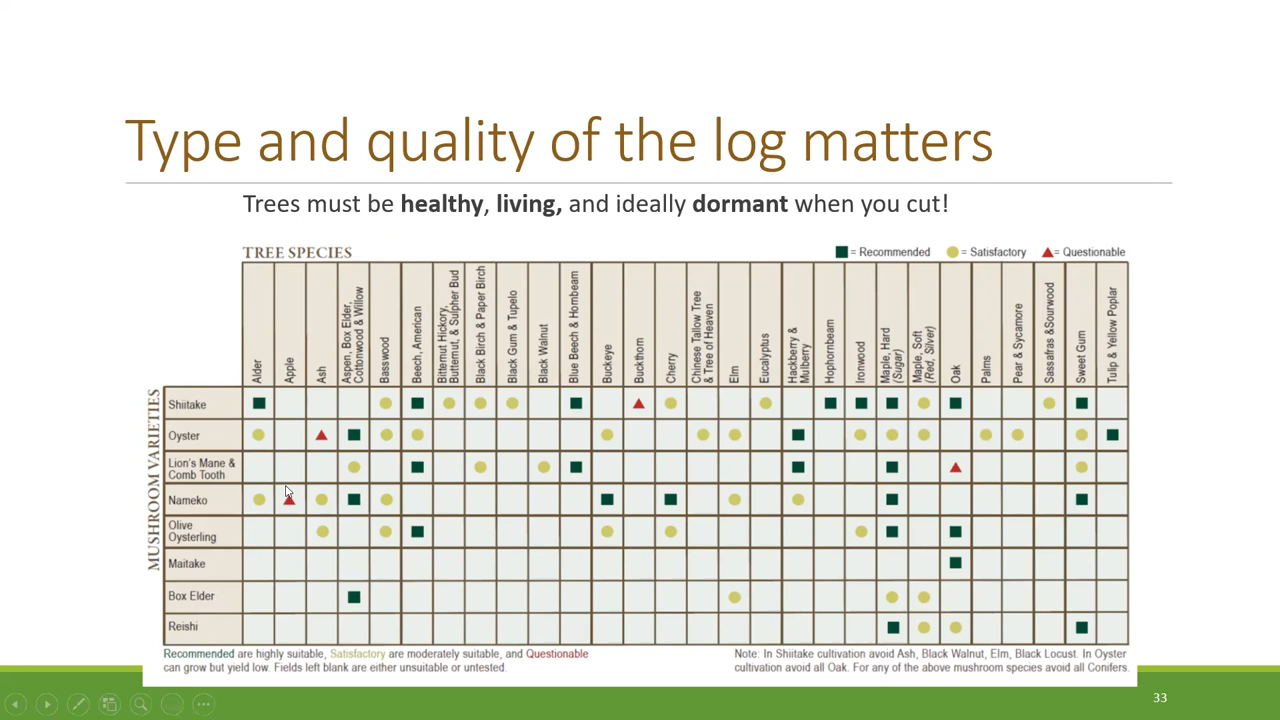 Type and quality of the log matters
Trees must be healthy, living, and ideally dormant when you cut!
TREE SPECIES
= Recommended
= Satisfactory
= Questionable
Alder
Apple
Ash
Aspen, Box Elder,
Cottonwood & Willow
Basswood
Beech, American
Bitternut Hickory,
Butternut, & Sulpher Bud
Black Birch & Paper Birch
Black Gum & Tupelo
Black Walnut
Blue Beech & Hornbeam
Buckeye
Buckthorn
Cherry
Chinese Tallow Tree
& Tree of Heaven
Elm
Eucalyptus
Hackberry &
Mulberry
Hophornbeam
Ironwood
Maple, Hard
(Sugar)
Maple, Soft
(Red, Silver)
Oak
Palms
Pear & Sycamore
Sassafras &Sourwood
Sweet Gum
Tulip & Yellow Poplar
MUSHROOM VARIETIES
Shiitake
Oyster
Lion's Mane &
Comb Tooth
Nameko
Olive
Oysterling
Maitake
Box Elder
Reishi
Recommended are highly suitable, Satisfactory are moderately suitable, and Questionable
can grow but yield low. Fields left blank are either unsuitable or untested.
Note: In Shiitake cultivation avoid Ash, Black Walnut, Elm, Black Locust. In Oyster
cultivation avoid all Oak. For any of the above mushroom species avoid all Conifers.
33